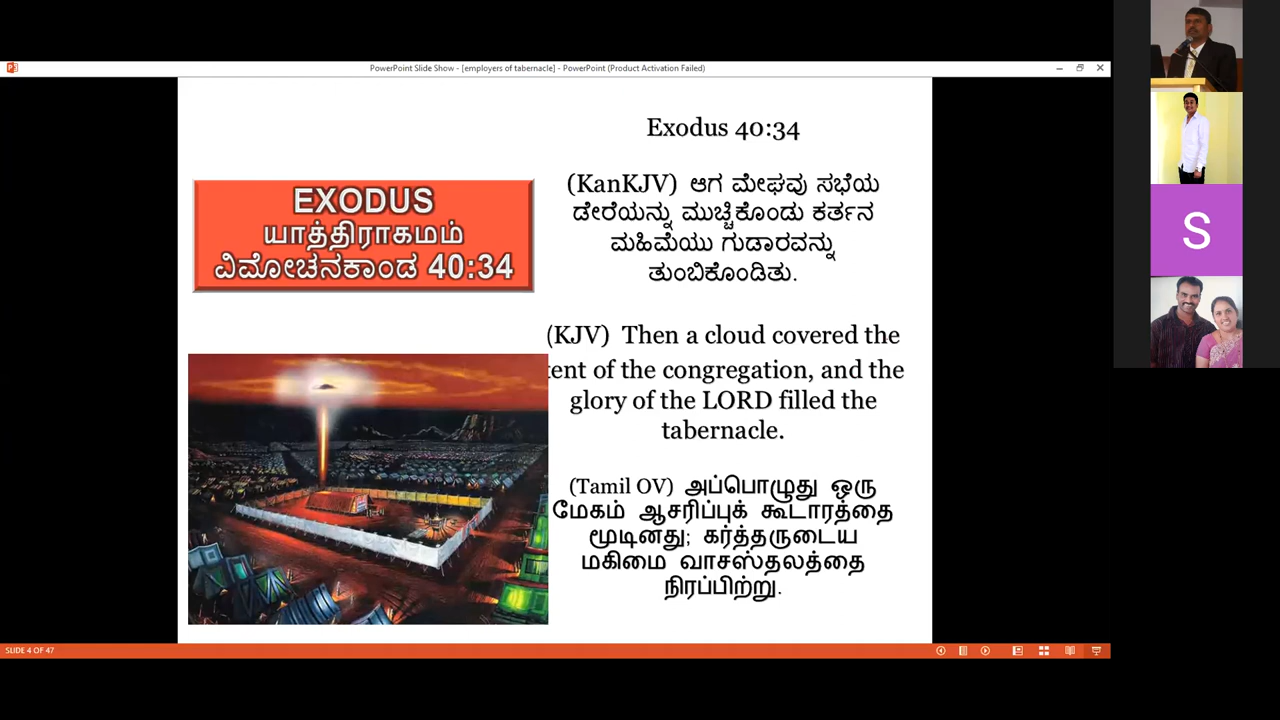 PowerPoint Slide Show - [employers of tabernacle] - PowerPoint (Product Activation Failed)
EXODUS
யாத்திராகமம்
ವಿಮೋಚನಕಾಂಡ 40:34
Exodus 40:34
(KanKJV) ಆಗ ಮೇಘವು ಸಭೆಯ
ಡೇರೆಯನ್ನು ಮುಚ್ಚಿಕೊಂಡು ಕರ್ತನ
ಮಹಿಮೆಯು ಗುಡಾರವನ್ನು
ತುಂಬಿಕೊಂಡಿತು.
(KJV) Then a cloud covered the
tent of the congregation, and the
glory of the LORD filled the
tabernacle.
(Tamil OV) அப்பொழுது ஒரு
மேகம் ஆசரிப்புக் கூடாரத்தை
மூடினது; கர்த்தருடைய
மகிமை வாசஸ்தலத்தை
நிரப்பிற்று.
SLIDE 4 OF 47
S